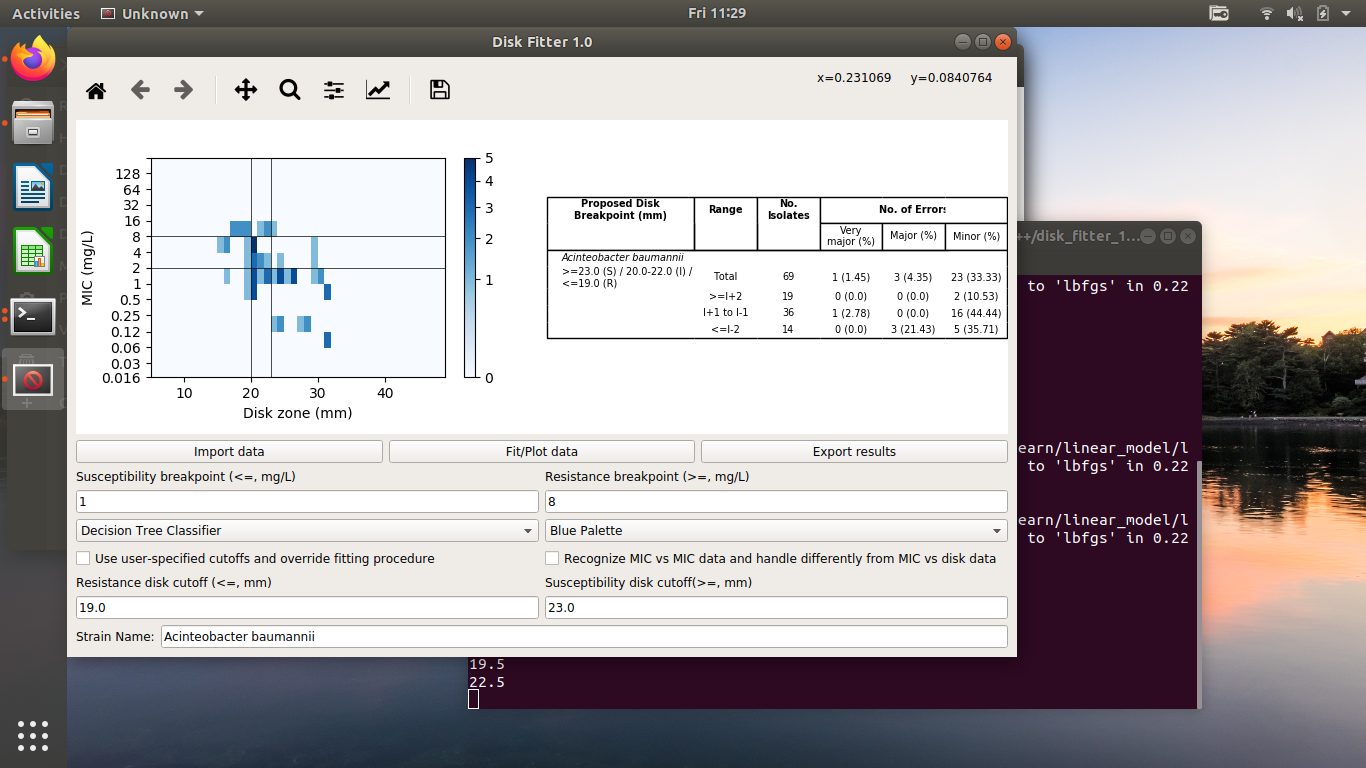 Activities Unknown Fri 11:29
Disk Fitter 1.0
x=0.231069 y=0.0840764
128
64
32
16
8
4
2
1
0.5
0.25
0.12
0.06
0.03
0.016
MIC (mg/L)
10 20 30 40
Disk zone (mm)
5
4
3
2
1
0
Proposed Disk Breakpoint (mm) Range No. Isolates No. of Errors
Very major (%) Major (%) Minor (%)
Acinteobacter baumannii
>=23.0 (S) / 20.0-22.0 (I) /
<=19.0 (R)
Total 69 1 (1.45) 3 (4.35) 23 (33.33)
>=I+2 19 0 (0.0) 0 (0.0) 2 (10.53)
I+1 to I-1 36 1 (2.78) 0 (0.0) 16 (44.44)
<=I-2 14 0 (0.0) 3 (21.43) 5 (35.71)
Import data Fit/Plot data Export results
Susceptibility breakpoint (<=, mg/L) Resistance breakpoint (>=, mg/L)
1 8
Decision Tree Classifier Blue Palette
Use user-specified cutoffs and override fitting procedure Recognize MIC vs MIC data and handle differently from MIC vs disk data
Resistance disk cutoff (<=, mm) Susceptibility disk cutoff(>=, mm)
19.0 23.0
Strain Name: Acinteobacter baumannii
++/disk_fitter_1...
to 'lbfgs' in 0.22
earn/linear_model/l
to 'lbfgs' in 0.22
earn/linear_model/l
to 'lbfgs' in 0.22
19.5
22.5